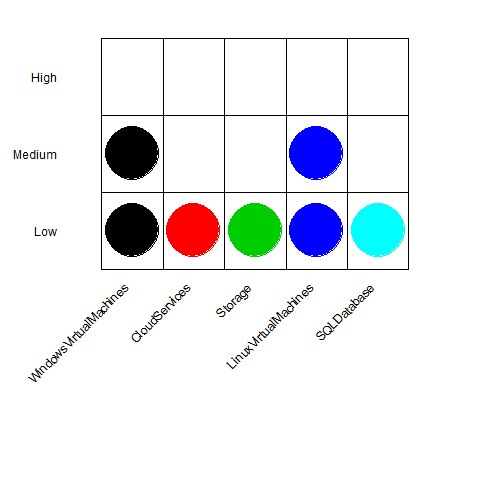 High
Medium
Low
WindowsVirtualMachines
CloudServices
Storage
LinuxVirtualMachines
SQLDatabase